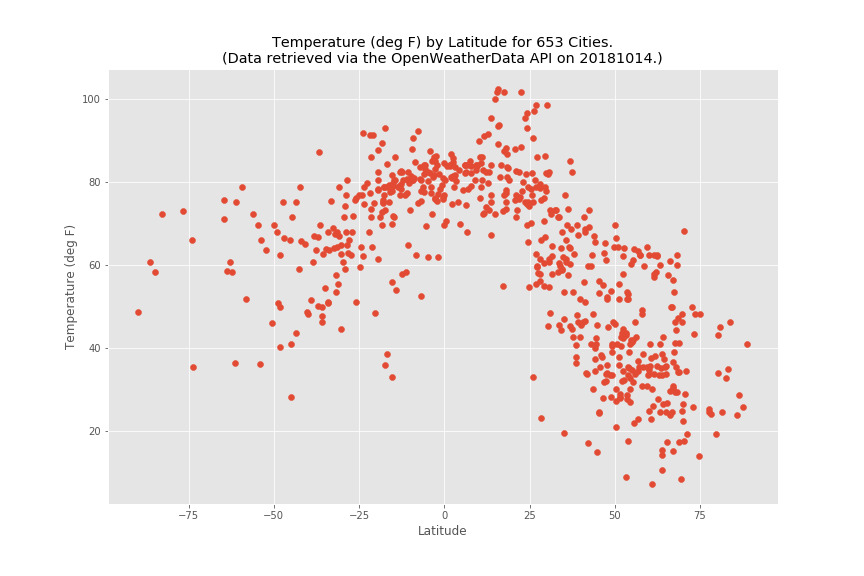 Temperature (deg F) by Latitude for 653 Cities.
(Data retrieved via the OpenWeatherData API on 20181014.)
100
80
60
40
20
Temperature (deg F)
−75 −50 −25 0 25 50 75
Latitude